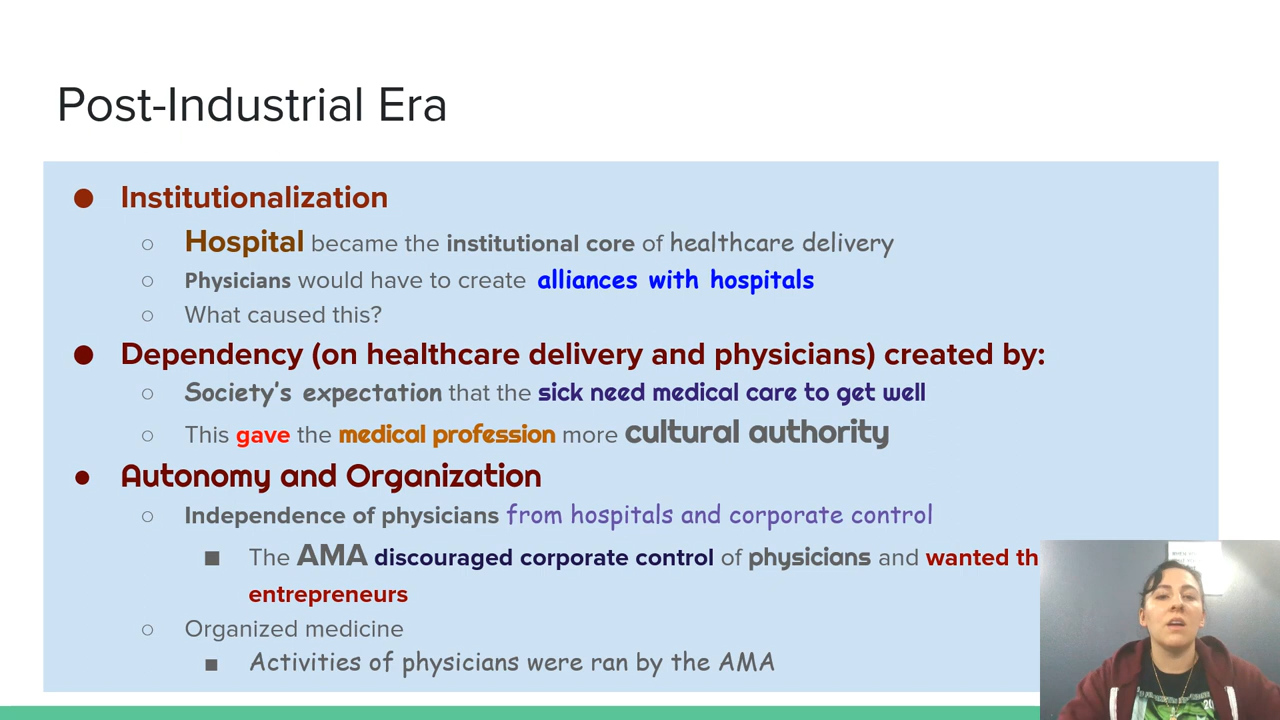 Post-Industrial Era
● Institutionalization
○ Hospital became the institutional core of healthcare delivery
○ Physicians would have to create alliances with hospitals
○ What caused this?
● Dependency (on healthcare delivery and physicians) created by:
○ Society's expectation that the sick need medical care to get well
○ This gave the medical profession more cultural authority
● Autonomy and Organization
○ Independence of physicians from hospitals and corporate control
■ The AMA discouraged corporate control of physicians and wanted
entrepreneurs
○ Organized medicine
■ Activities of physicians were ran by the AMA